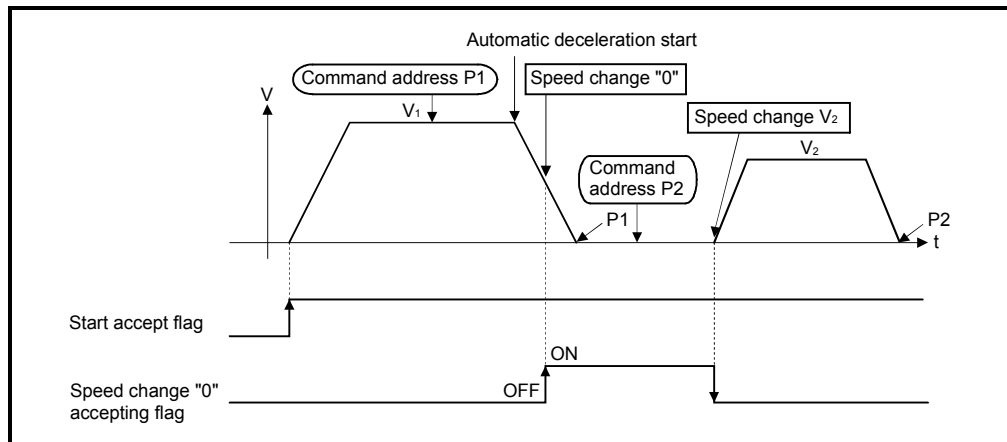 Automatic deceleration start
Command address P1
Speed change "0"
V
V1
Speed change V2
V2
Command
address P2
P1
P2
t
Start accept flag
ON
OFF
Speed change "0"
accepting flag